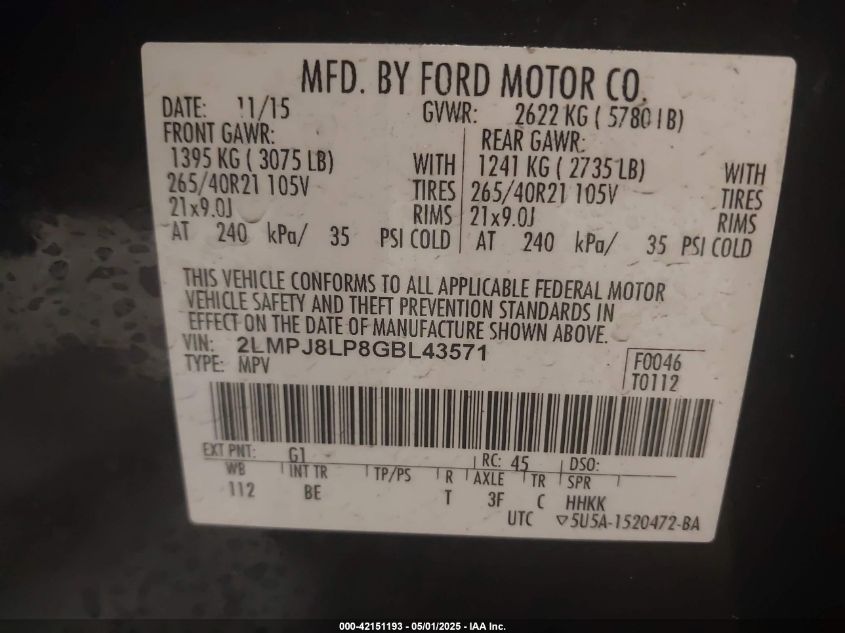 MFD. BY FORD MOTOR CO.
DATE: 11/15 GVWR: 2622 KG ( 5780 LB)
FRONT GAWR: REAR GAWR:
1395 KG ( 3075 LB) WITH 1241 KG ( 2735 LB) WITH
265/40R21 105V TIRES 265/40R21 105V TIRES
21x9.0J RIMS 21x9.0J RIMS
AT 240 kPa/ 35 PSI COLD AT 240 kPa/ 35 PSI COLD
THIS VEHICLE CONFORMS TO ALL APPLICABLE FEDERAL MOTOR
VEHICLE SAFETY AND THEFT PREVENTION STANDARDS IN
EFFECT ON THE DATE OF MANUFACTURE SHOWN ABOVE.
VIN: 2LMPJ8LP8GBL43571
TYPE: MPV
F0046
T0112
EXT PNT: G1 RC: 45 DSO:
WB INT TR TP/PS R AXLE TR SPR
112 BE T 3F C HHKK
UTC ▽5U5A-1520472-BA
000-42151193 - 05/01/2025 - IAA Inc.